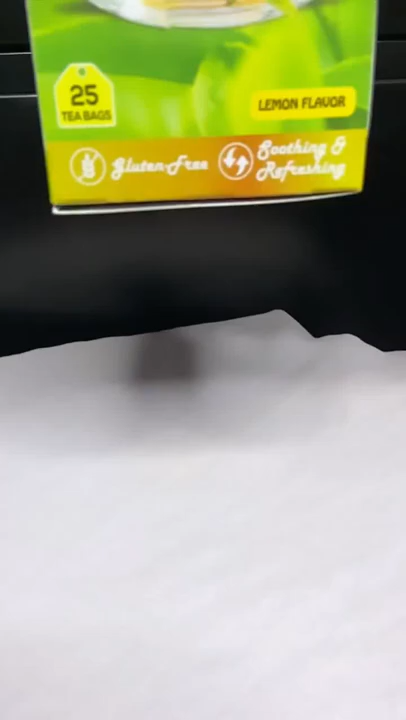 25
TEA BAGS
LEMON FLAVOR
Gluten-Free
Soothing &
Refreshing